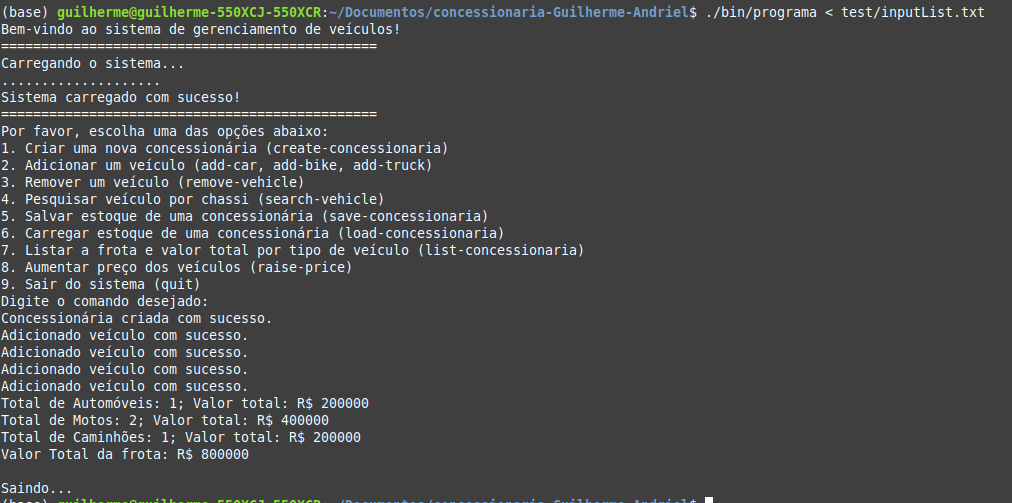 (base) guilherme@guilherme-550XCJ-550XCR:~/Documentos/concessionaria-Guilherme-Andriel$ ./bin/programa < test/inputList.txt
Bem-vindo ao sistema de gerenciamento de veículos!
===============================================
Carregando o sistema...
....................
Sistema carregado com sucesso!
===============================================
Por favor, escolha uma das opções abaixo:
1. Criar uma nova concessionária (create-concessionaria)
2. Adicionar um veículo (add-car, add-bike, add-truck)
3. Remover um veículo (remove-vehicle)
4. Pesquisar veículo por chassi (search-vehicle)
5. Salvar estoque de uma concessionária (save-concessionaria)
6. Carregar estoque de uma concessionária (load-concessionaria)
7. Listar a frota e valor total por tipo de veículo (list-concessionaria)
8. Aumentar preço dos veículos (raise-price)
9. Sair do sistema (quit)
Digite o comando desejado:
Concessionária criada com sucesso.
Adicionado veículo com sucesso.
Adicionado veículo com sucesso.
Adicionado veículo com sucesso.
Adicionado veículo com sucesso.
Total de Automóveis: 1; Valor total: R$ 200000
Total de Motos: 2; Valor total: R$ 400000
Total de Caminhões: 1; Valor total: R$ 200000
Valor Total da frota: R$ 800000
Saindo...
(base) guilherme@guilherme-550XCJ-550XCR:~/Documentos/concessionaria-Guilherme-Andriel$